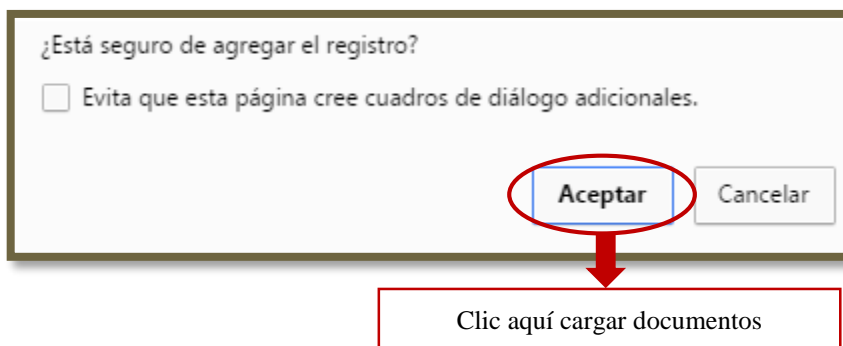 ¿Está seguro de agregar el registro?
Evita que esta página cree cuadros de diálogo adicionales.
Aceptar Cancelar
Clic aquí cargar documentos